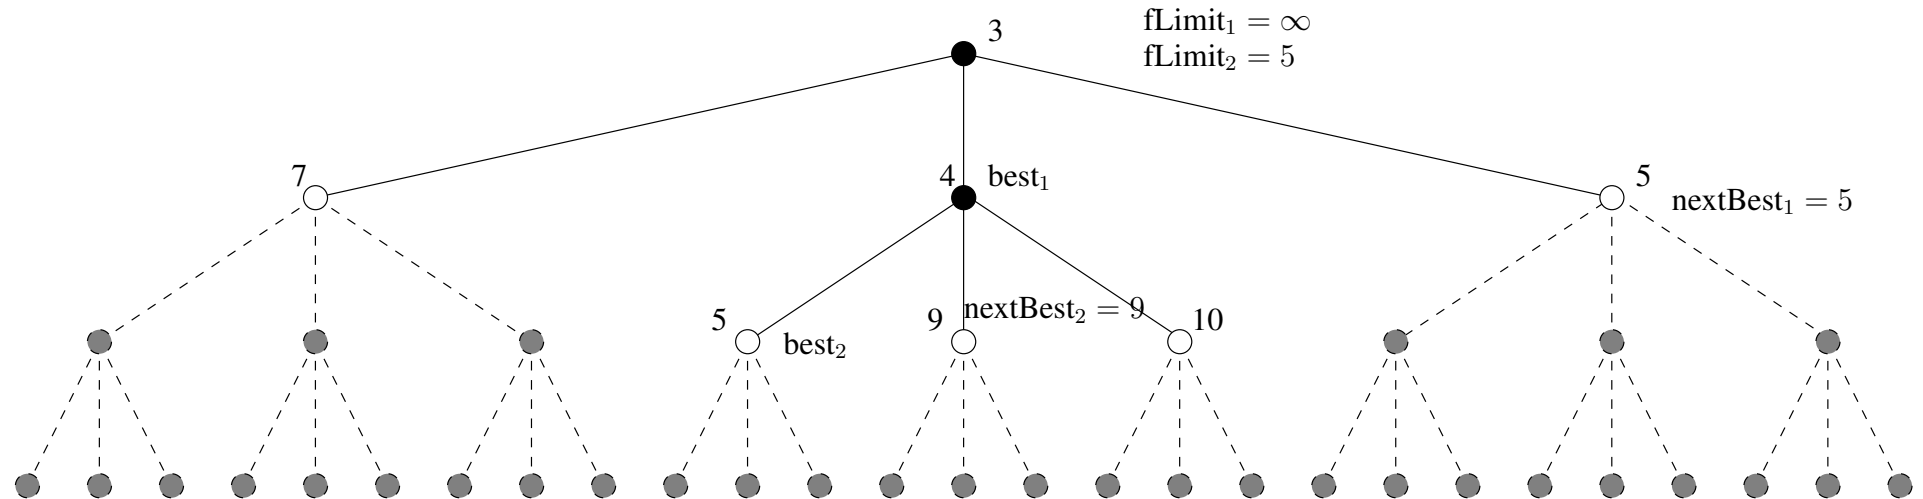 3
fLimit₁ = ∞
fLimit₂ = 5
7
4 best₁
5
nextBest₁ = 5
5
best₂
9
nextBest₂ = 9
10